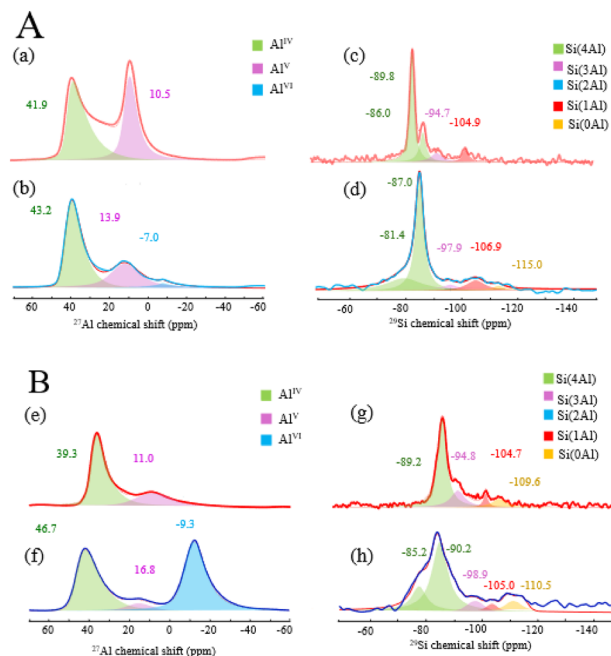 A
(a)
41.9
10.5
Al^IV
Al^V
Al^VI
(c)
-89.8
-86.0
-94.7
-104.9
Si(4Al)
Si(3Al)
Si(2Al)
Si(1Al)
Si(0Al)
(b)
43.2
13.9
-7.0
60 40 20 0 -20 -40 -60
²⁷Al chemical shift (ppm)
(d)
-87.0
-81.4
-97.9
-106.9
-115.0
-60 -80 -100 -120 -140
²⁹Si chemical shift (ppm)
B
(e)
39.3
11.0
Al^IV
Al^V
Al^VI
(g)
-89.2
-94.8
-104.7
-109.6
Si(4Al)
Si(3Al)
Si(2Al)
Si(1Al)
Si(0Al)
(f)
46.7
16.8
-9.3
60 40 20 0 -20 -40 -60
²⁷Al chemical shift (ppm)
(h)
-85.2
-90.2
-98.9
-105.0
-110.5
-60 -80 -100 -120 -140
²⁹Si chemical shift (ppm)